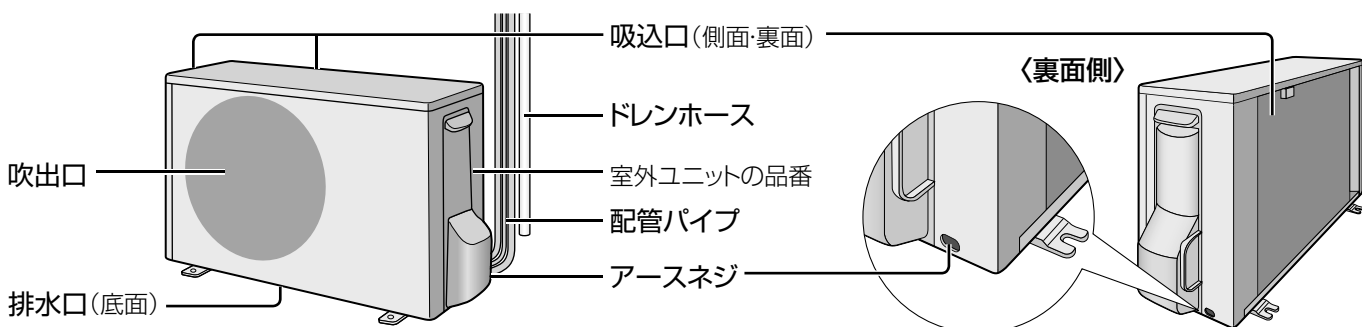 吸込口(側面・裏面)
〈裏面側〉
ドレンホース
吹出口
室外ユニットの品番
配管パイプ
アースネジ
排水口(底面)